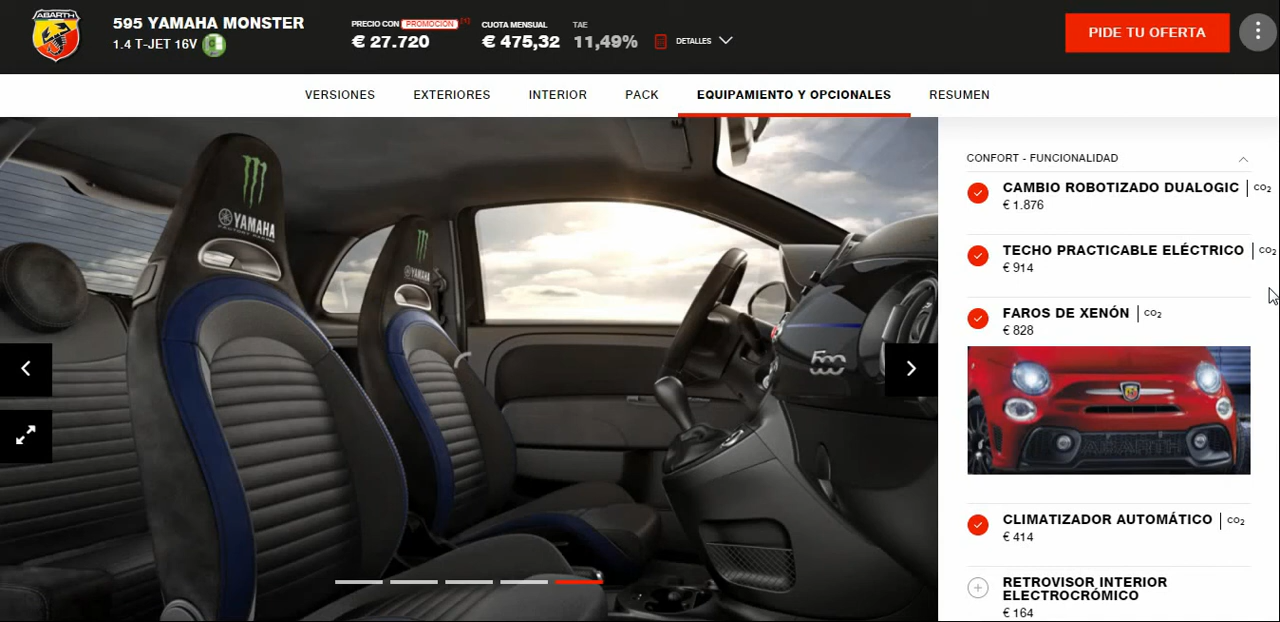 ABARTH
595 YAMAHA MONSTER
1.4 T-JET 16V
PRECIO CON PROMOCIÓN (1)
€ 27.720
CUOTA MENSUAL
€ 475,32
TAE
11,49%
DETALLES
PIDE TU OFERTA
VERSIONES
EXTERIORES
INTERIOR
PACK
EQUIPAMIENTO Y OPCIONALES
RESUMEN
YAMAHA
YAMAHA
500
CONFORT - FUNCIONALIDAD
CAMBIO ROBOTIZADO DUALOGIC | CO₂
€ 1.876
TECHO PRACTICABLE ELÉCTRICO | CO₂
€ 914
FAROS DE XENÓN | CO₂
€ 828
ABARTH
CLIMATIZADOR AUTOMÁTICO | CO₂
€ 414
RETROVISOR INTERIOR
ELECTROCRÓMICO
€ 164